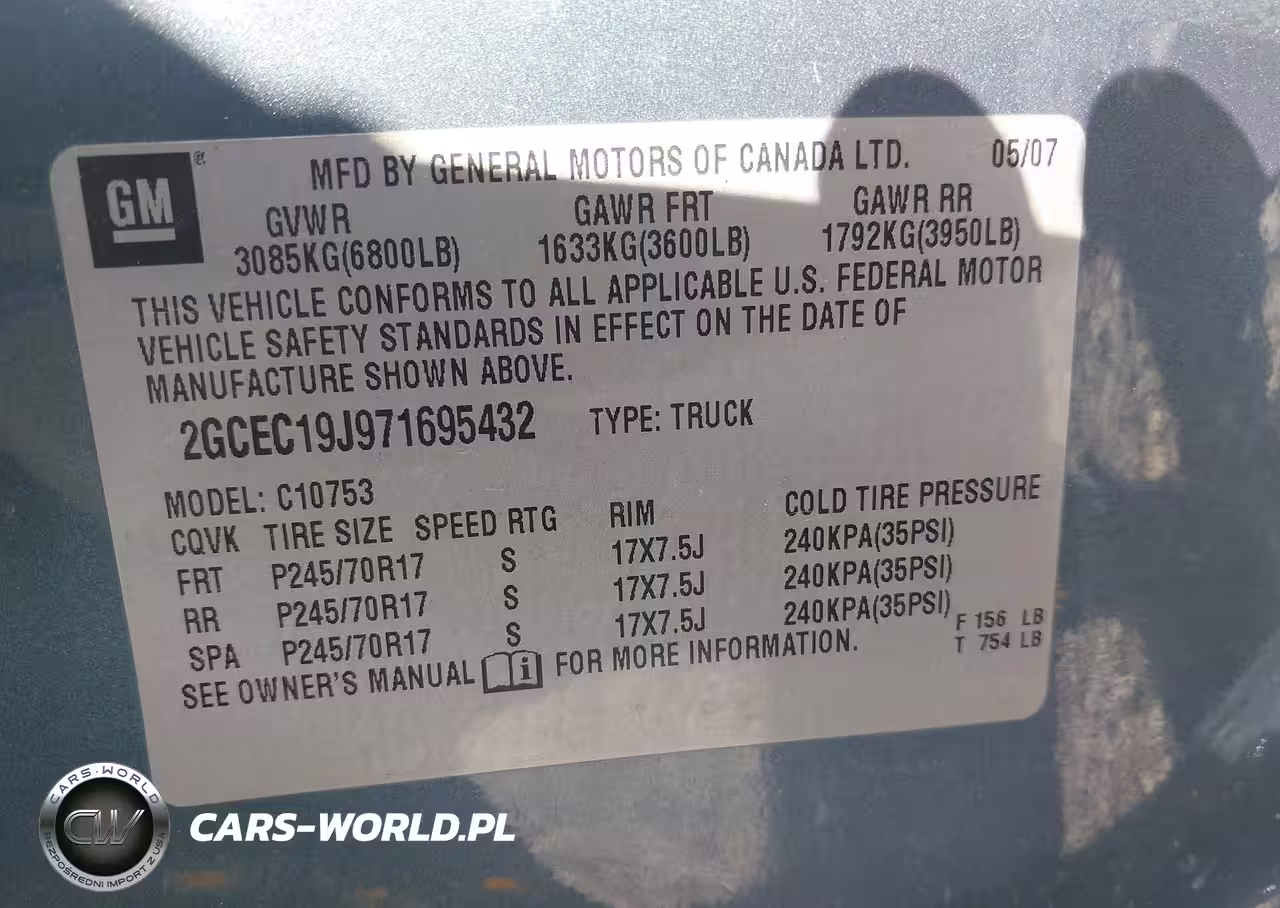 GM
MFD BY GENERAL MOTORS OF CANADA LTD. 05/07
GVWR GAWR FRT GAWR RR
3085KG(6800LB) 1633KG(3600LB) 1792KG(3950LB)
THIS VEHICLE CONFORMS TO ALL APPLICABLE U.S. FEDERAL MOTOR
VEHICLE SAFETY STANDARDS IN EFFECT ON THE DATE OF
MANUFACTURE SHOWN ABOVE.
2GCEC19J971695432 TYPE: TRUCK
MODEL: C10753
CQVK TIRE SIZE SPEED RTG RIM COLD TIRE PRESSURE
FRT P245/70R17 S 17X7.5J 240KPA(35PSI)
RR P245/70R17 S 17X7.5J 240KPA(35PSI)
SPA P245/70R17 S 17X7.5J 240KPA(35PSI)
F 156 LB
T 754 LB
SEE OWNER'S MANUAL i FOR MORE INFORMATION.
CARS-WORLD
CW
BEZPOŚREDNI IMPORT Z USA
CARS-WORLD.PL